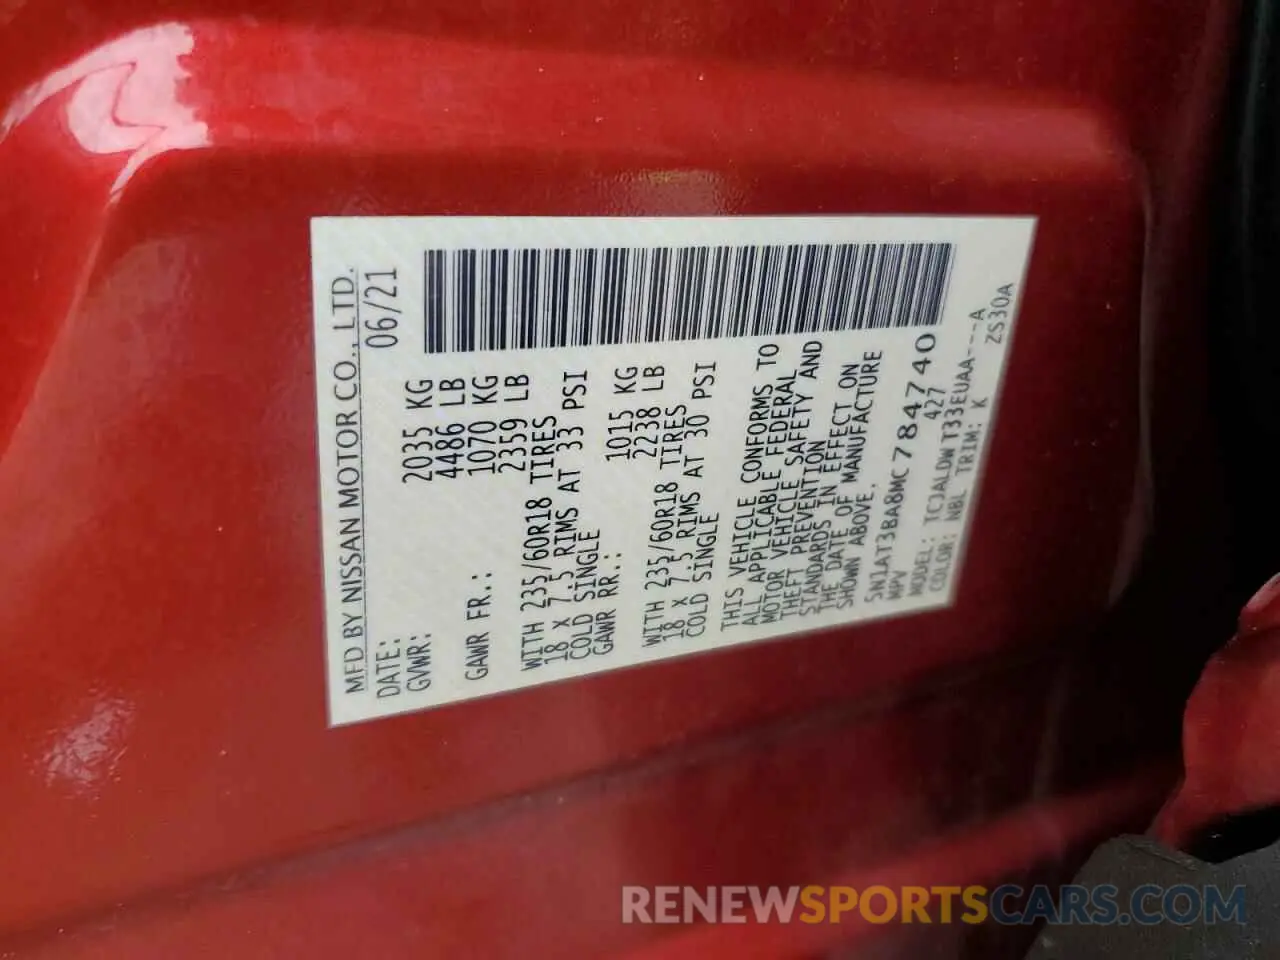 MFD BY NISSAN MOTOR CO., LTD.
DATE: 06/21
GVWR: 2035 KG
4486 LB
GAWR FR.: 1070 KG
2359 LB
WITH 235/60R18 TIRES
18 X 7.5 RIMS AT 33 PSI
COLD SINGLE
GAWR RR.: 1015 KG
2238 LB
WITH 235/60R18 TIRES
18 X 7.5 RIMS AT 30 PSI
COLD SINGLE
THIS VEHICLE CONFORMS TO
ALL APPLICABLE FEDERAL
MOTOR VEHICLE SAFETY AND
THEFT PREVENTION
STANDARDS IN EFFECT ON
THE DATE OF MANUFACTURE
SHOWN ABOVE.
5N1AT3BA8MC784740
MPV 427
MODEL: TCJALDWT33EUAA---A
COLOR: NBL TRIM: K ZS30A
RENEWSPORTSCARS.COM